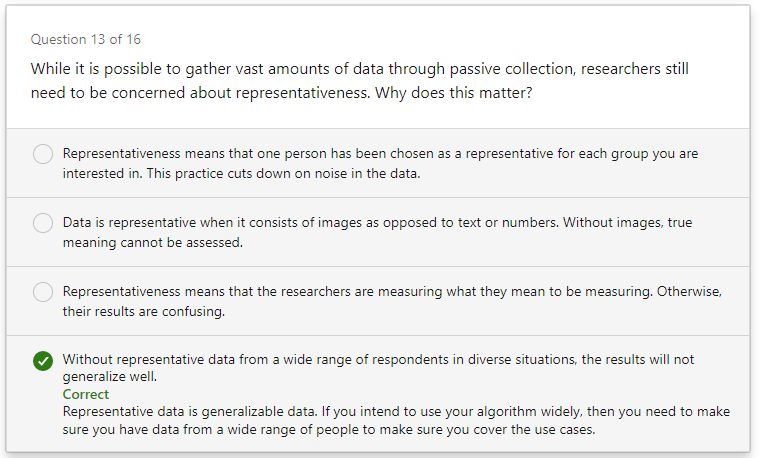 Question 13 of 16
While it is possible to gather vast amounts of data through passive collection, researchers still
need to be concerned about representativeness. Why does this matter?
Representativeness means that one person has been chosen as a representative for each group you are
interested in. This practice cuts down on noise in the data.
Data is representative when it consists of images as opposed to text or numbers. Without images, true
meaning cannot be assessed.
Representativeness means that the researchers are measuring what they mean to be measuring. Otherwise,
their results are confusing.
Without representative data from a wide range of respondents in diverse situations, the results will not
generalize well.
Correct
Representative data is generalizable data. If you intend to use your algorithm widely, then you need to make
sure you have data from a wide range of people to make sure you cover the use cases.